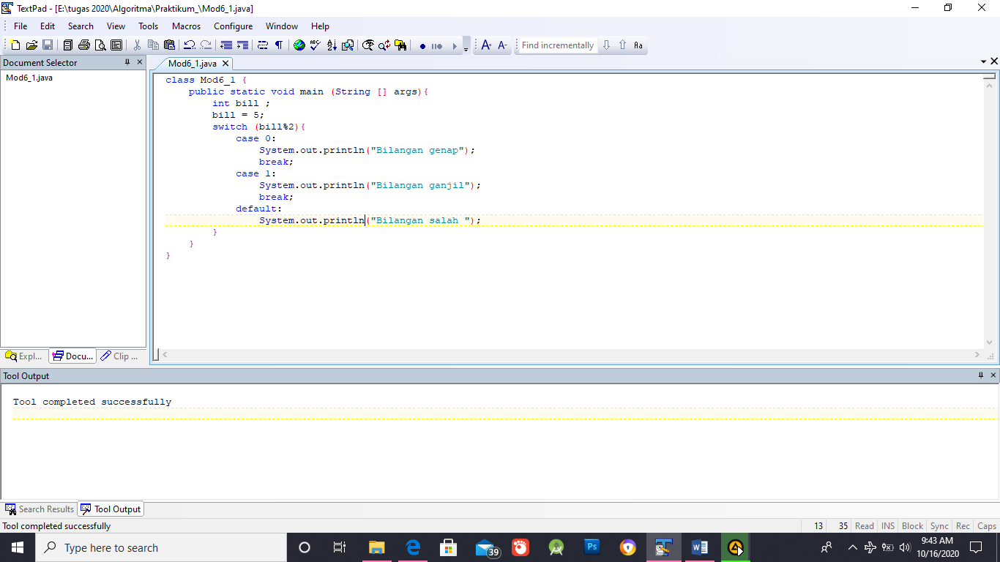 TextPad - [E:\tugas 2020\Algoritma\Praktikum_\Mod6_1.java]
File Edit Search View Tools Macros Configure Window Help
Find incrementally
Document Selector
Mod6_1.java
Mod6_1.java
class Mod6_1 {
    public static void main (String [] args){
        int bill ;
        bill = 5;
        switch (bill%2){
            case 0:
                System.out.println("Bilangan genap");
                break;
            case 1:
                System.out.println("Bilangan ganjil");
                break;
            default:
                System.out.println("Bilangan salah ");
        }
    }
}
Expl... Docu... Clip ...
Tool Output
Tool completed successfully
Search Results Tool Output
Tool completed successfully 13 35 Read INS Block Sync Rec Caps
Type here to search
39
Ps
9:43 AM
10/16/2020